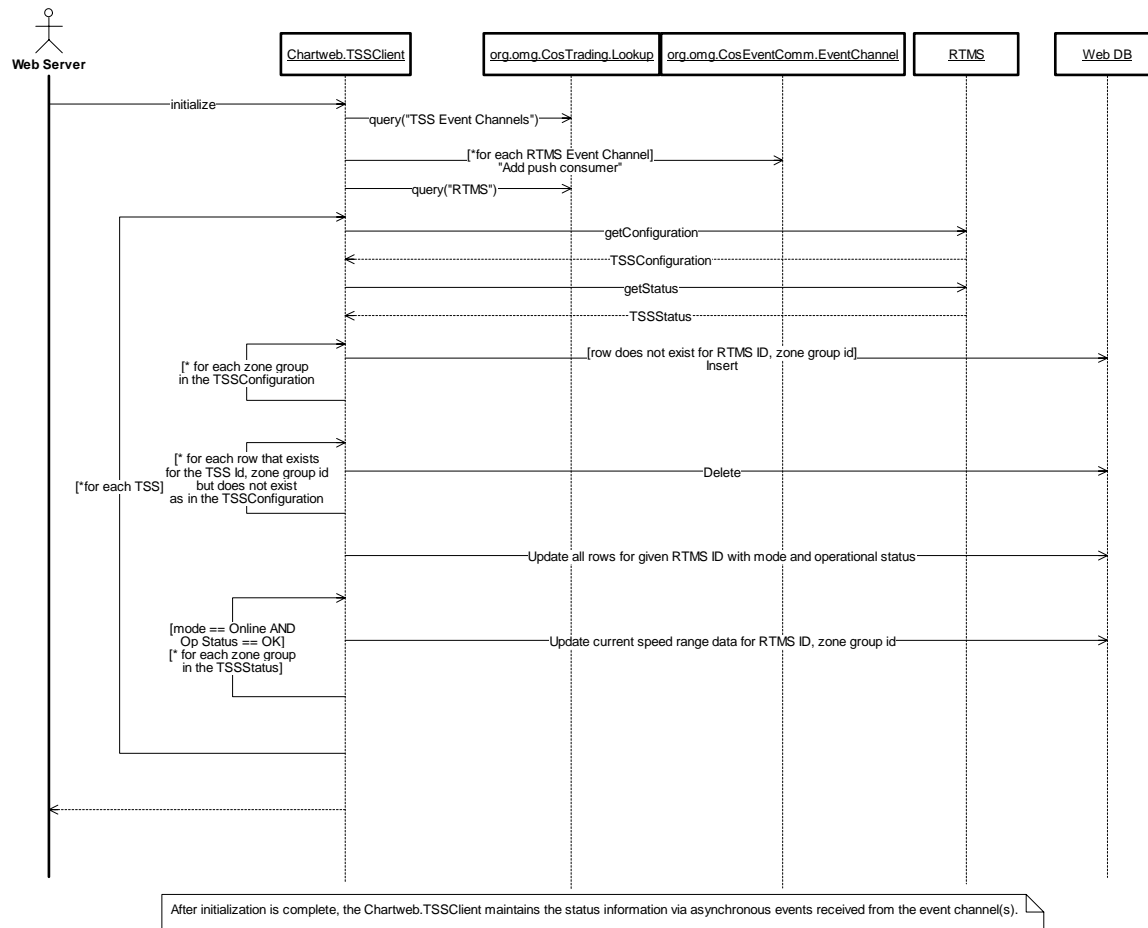 Web Server
Chartweb.TSSClient
org.omg.CosTrading.Lookup
org.omg.CosEventComm.EventChannel
RTMS
Web DB
initialize
query("TSS Event Channels")
[*for each RTMS Event Channel]
"Add push consumer"
query("RTMS")
getConfiguration
TSSConfiguration
getStatus
TSSStatus
[* for each zone group
in the TSSConfiguration
[row does not exist for RTMS ID, zone group id]
Insert
[*for each TSS]
[* for each row that exists
for the TSS Id, zone group id
but does not exist
as in the TSSConfiguration
Delete
Update all rows for given RTMS ID with mode and operational status
[mode == Online AND
Op Status == OK]
[* for each zone group
in the TSSStatus]
Update current speed range data for RTMS ID, zone group id
After initialization is complete, the Chartweb.TSSClient maintains the status information via asynchronous events received from the event channel(s).